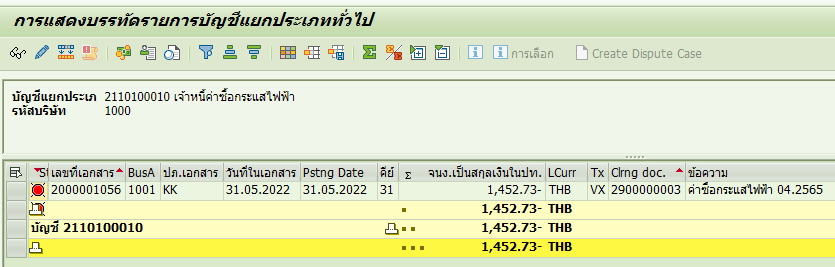 การแสดงบรรทัดรายการบัญชีแยกประเภททั่วไป
การเลือก Create Dispute Case
บัญชีแยกประเภ 2110100010 เจ้าหนี้ค่าซื้อกระแสไฟฟ้า
รหัสบริษัท 1000
S เลขที่เอกสาร BusA ปภ.เอกสาร วันที่ในเอกสาร Pstng Date คีย์ Σ จนง.เป็นสกุลเงินในปท. LCurr Tx Clrng doc. ข้อความ
2000001056 1001 KK 31.05.2022 31.05.2022 31 1,452.73- THB VX 2900000003 ค่าซื้อกระแสไฟฟ้า 04.2565
1,452.73- THB
บัญชี 2110100010 1,452.73- THB
1,452.73- THB